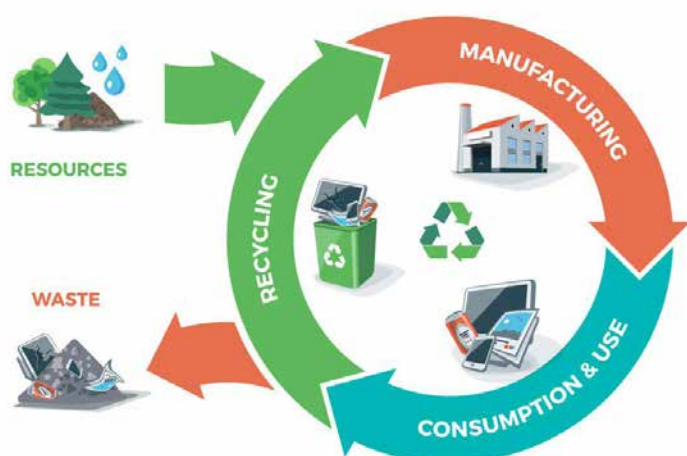 RESOURCES
WASTE
RECYCLING
MANUFACTURING
CONSUMPTION & USE